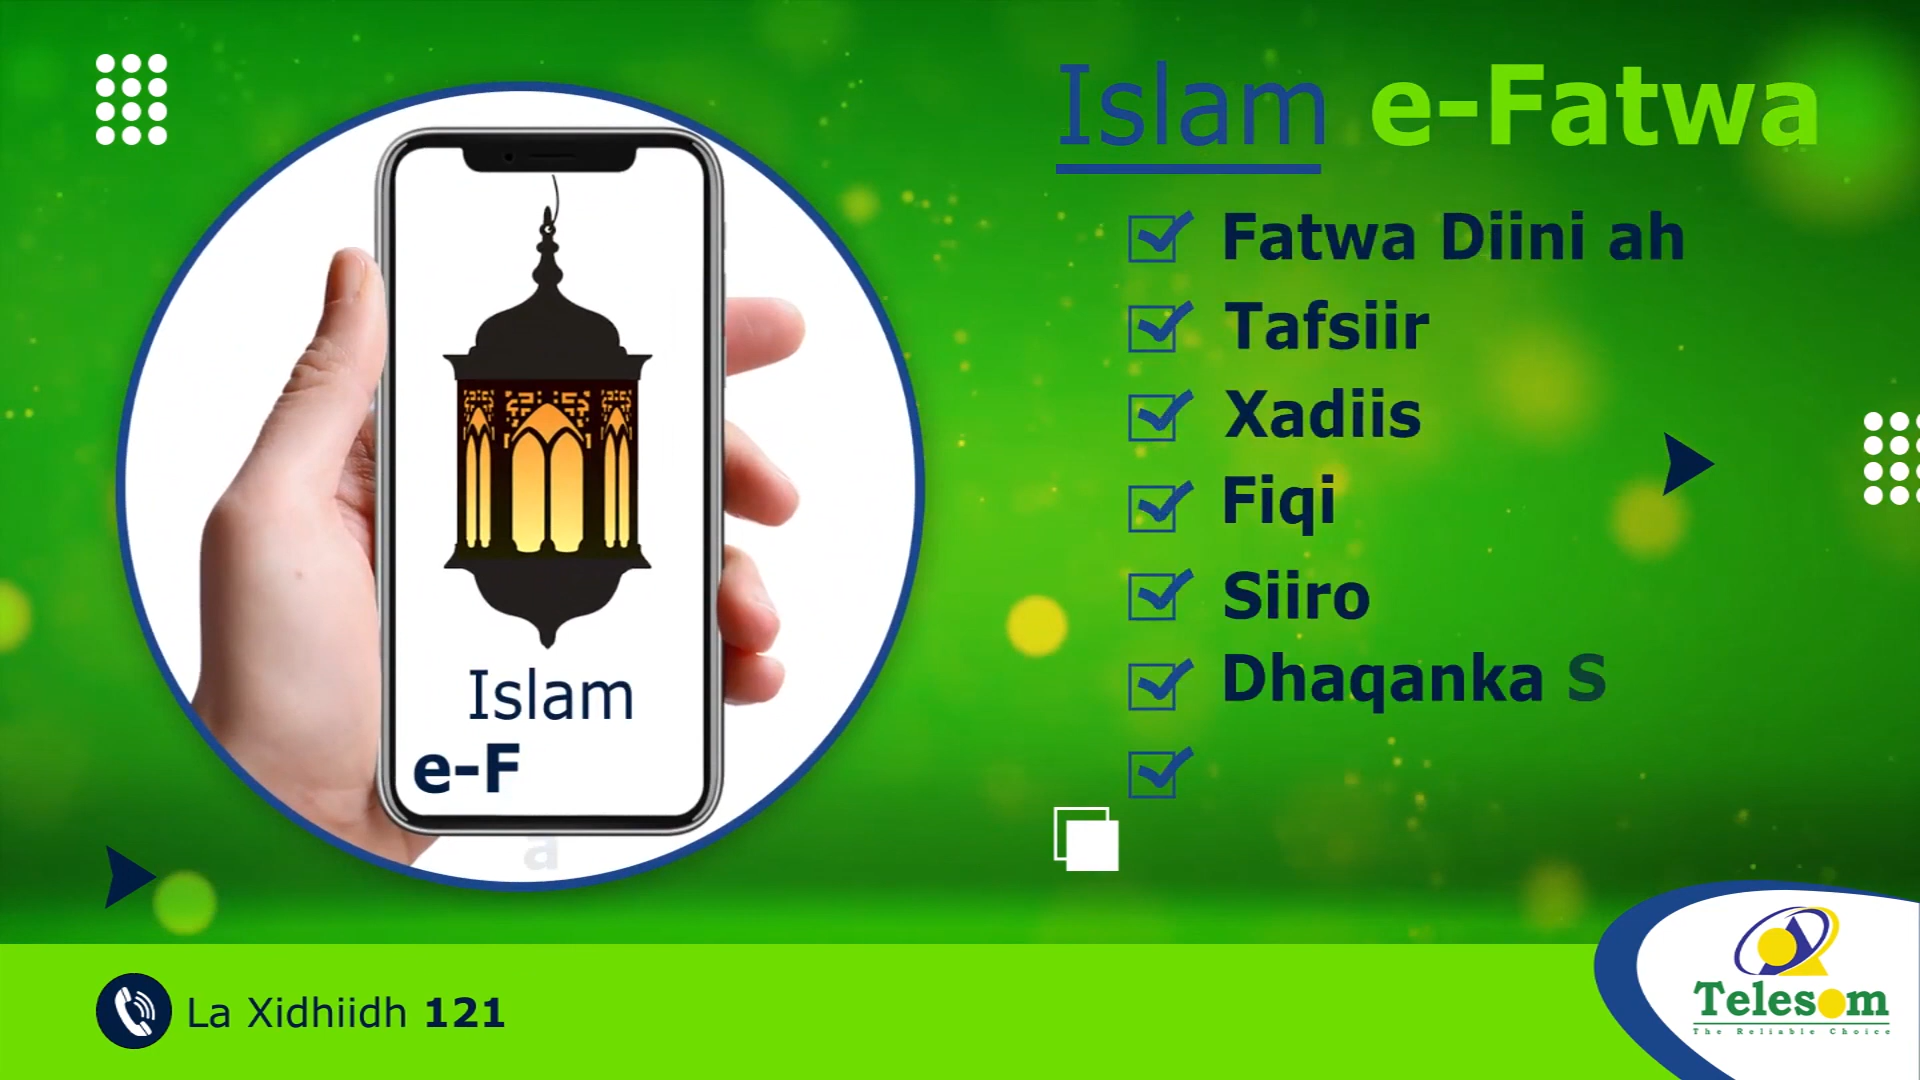 Islam e-Fatwa
Fatwa Diini ah
Tafsiir
Xadiis
Fiqi
Siiro
Dhaqanka S
Islam
e-F
a
La Xidhiidh 121
Telesom
The Reliable Choice